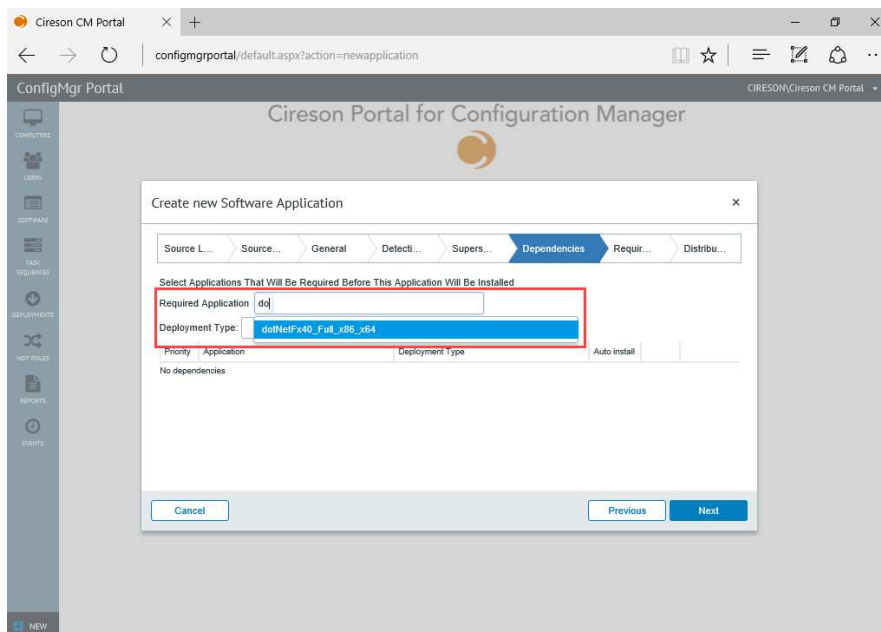 Cireson CM Portal
configmgrportal/default.aspx?action=newapplication
ConfigMgr Portal
CIRESON\Cireson CM Portal
Cireson Portal for Configuration Manager
COMPUTERS
USERS
SOFTWARE
TASK
SEQUENCES
DEPLOYMENTS
HOT ROLES
REPORTS
EVENTS
NEW
Create new Software Application
Source L... Source... General Detecti... Supers... Dependencies Requir... Distribu...
Select Applications That Will Be Required Before This Application Will Be Installed
Required Application do
Deployment Type:
dotNetFx40_Full_x86_x64
Priority Application Deployment Type Auto install
No dependencies
Cancel Previous Next